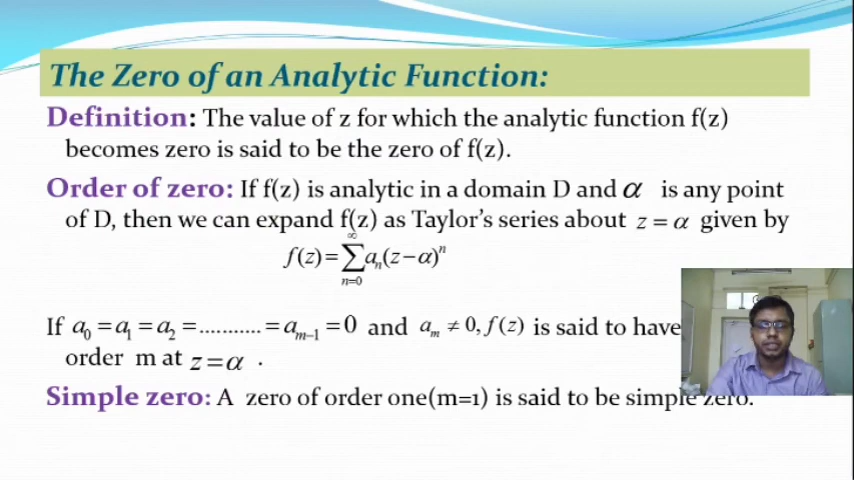 The Zero of an Analytic Function:
Definition: The value of z for which the analytic function f(z)
becomes zero is said to be the zero of f(z).
Order of zero: If f(z) is analytic in a domain D and α is any point
of D, then we can expand f(z) as Taylor's series about z = α given by
f(z) = ∑_{n=0}^{∞} a_n (z−α)^n
If a_0 = a_1 = a_2 = ........... = a_{m−1} = 0 and a_m ≠ 0, f(z) is said to have
order m at z = α .
Simple zero: A zero of order one(m=1) is said to be simple zero.